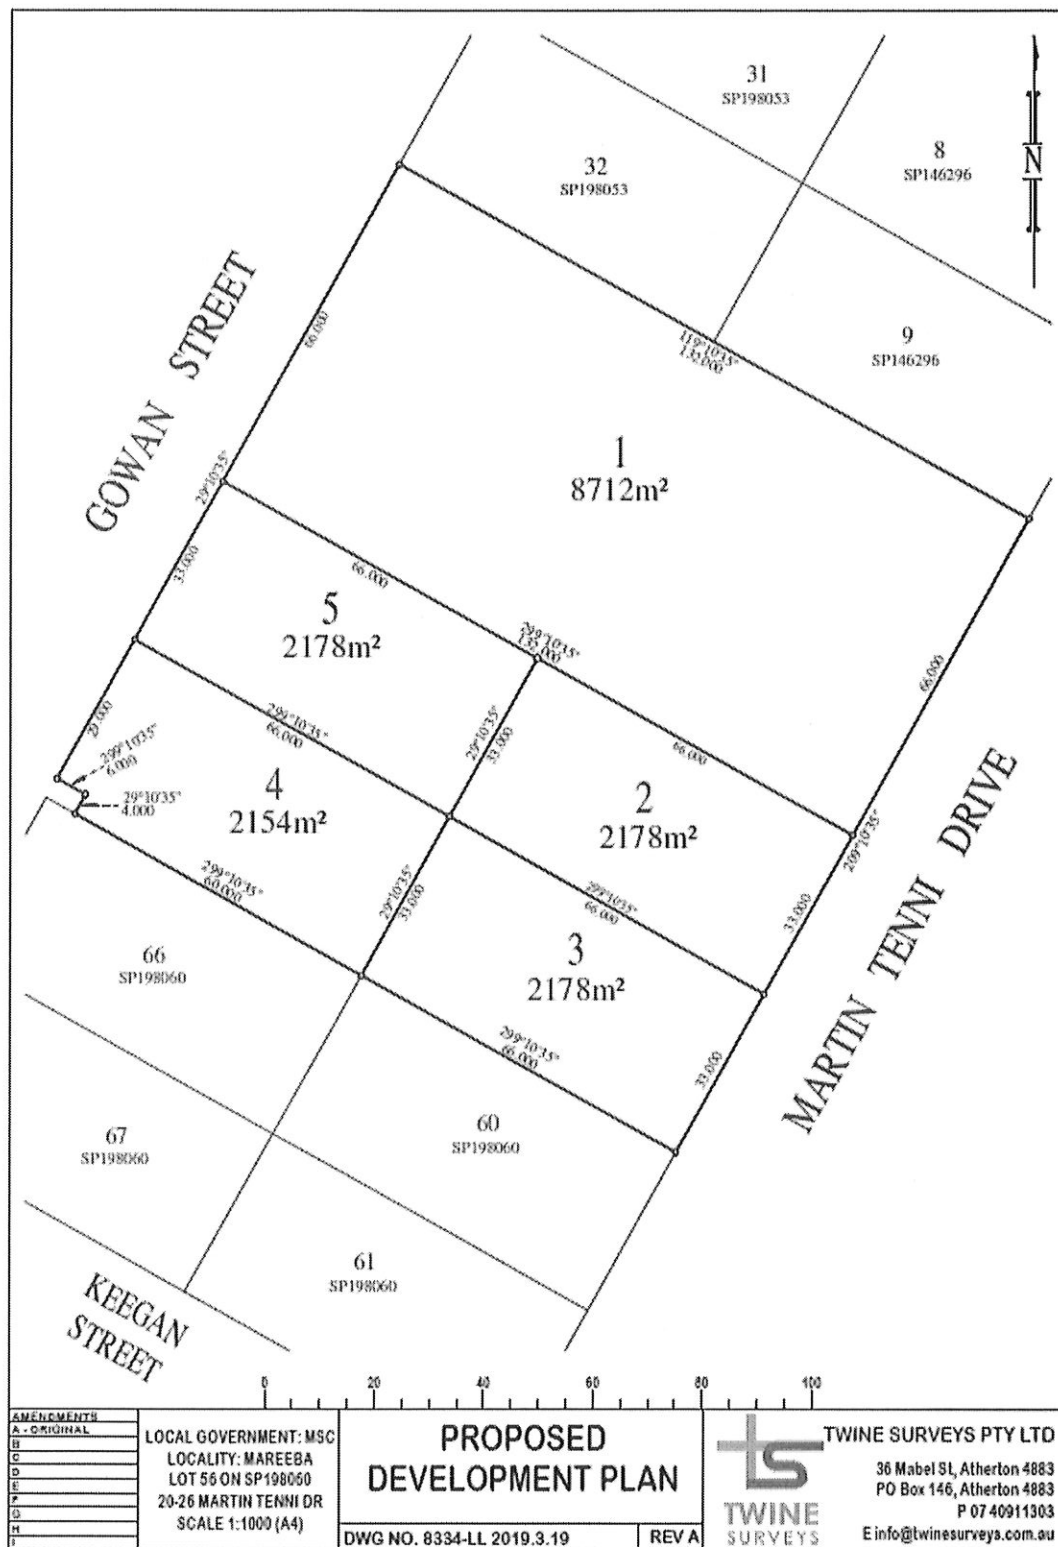 31
SP198053
8
SP146296
N
32
SP198053
9
SP146296
119°10'35"
132.000
66.000
GOWAN STREET
1
8712m²
29°10'35"
33.000
66.000
5
2178m²
299°10'35"
132.000
66.000
299°10'35"
66.000
29°10'35"
33.000
66.000
29.000
299°10'35"
6.000
29°10'35"
4.000
4
2154m²
2
2178m²
209°10'35"
MARTIN TENNI DRIVE
299°10'35"
60.000
29°10'35"
33.000
299°10'35"
66.000
33.000
3
2178m²
66
SP198060
299°10'35"
66.000
33.000
60
SP198060
67
SP198060
61
SP198060
KEEGAN
STREET
0 20 40 60 80 100
AMENDMENTS
A - ORIGINAL
B
C
D
E
F
G
H
I
LOCAL GOVERNMENT: MSC
LOCALITY: MAREEBA
LOT 56 ON SP198060
20-26 MARTIN TENNI DR
SCALE 1:1000 (A4)
PROPOSED
DEVELOPMENT PLAN
DWG NO. 8334-LL 2019.3.19
REV A
TWINE
SURVEYS
TWINE SURVEYS PTY LTD
36 Mabel St, Atherton 4883
PO Box 146, Atherton 4883
P 07 40911303
E info@twinesurveys.com.au